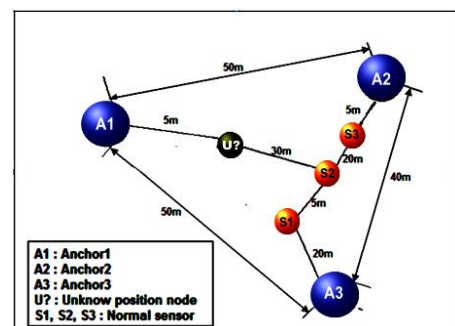 50m
A2
A1
5m
5m
S3
U?
30m
20m
S2
40m
5m
S1
50m
20m
A3
A1 : Anchor1
A2 : Anchor2
A3 : Anchor3
U? : Unknow position node
S1, S2, S3 : Normal sensor